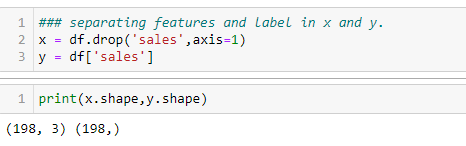 1 ### separating features and label in x and y.
2 x = df.drop('sales',axis=1)
3 y = df['sales']
1 print(x.shape,y.shape)
(198, 3) (198,)